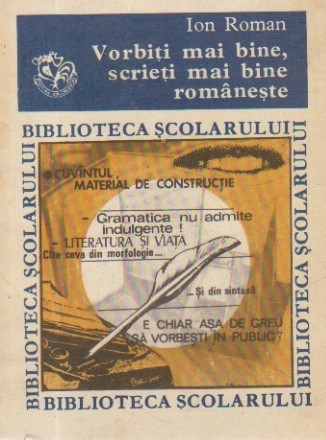 Ion Roman
Vorbiți mai bine,
scrieți mai bine
românește
BIBLIOTECA ȘCOLARULUI
BIBLIOTECA ȘCOLARULUI
BIBLIOTECA ȘCOLARULUI
CUVÎNTUL,
MATERIAL DE CONSTRUCȚIE
- Gramatica nu admite
indulgente !
- LITERATURA ȘI VIAȚA
Cîte ceva din morfologie...
...Și din sintaxă
E CHIAR AȘA DE GREU
SĂ VORBEȘTI ÎN PUBLIC?
BIBLIOTECA ȘCOLARULUI